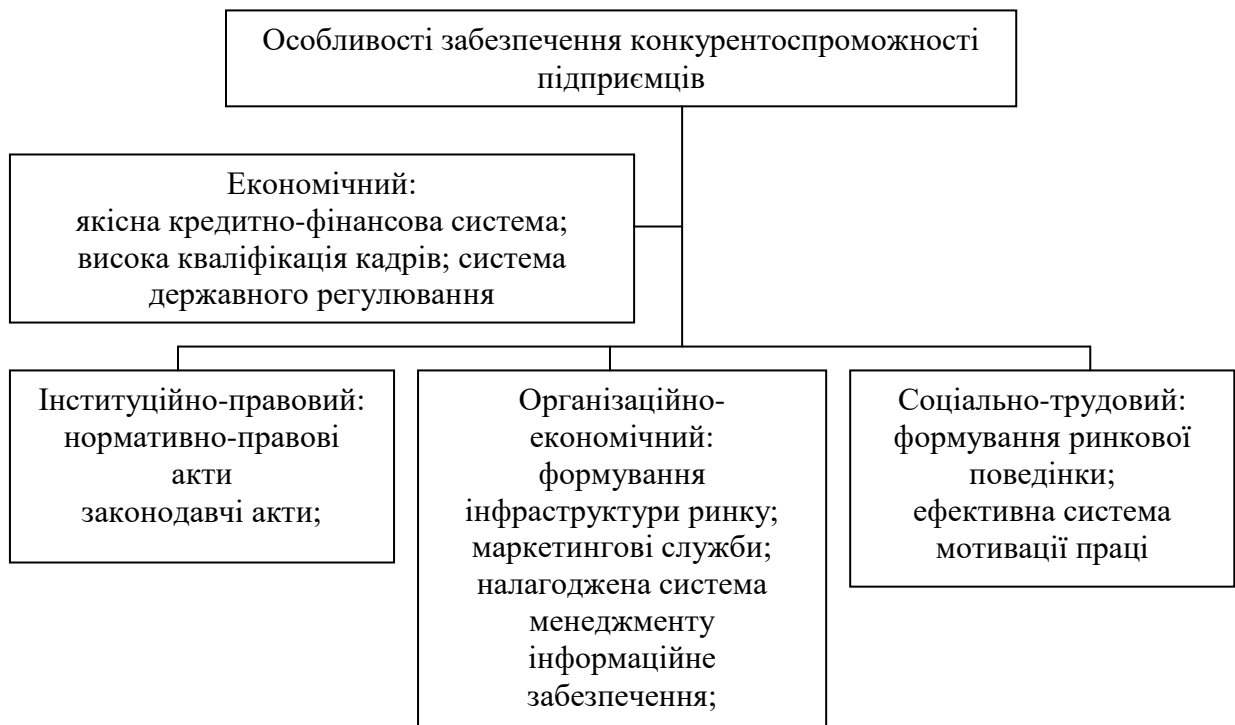 Особливості забезпечення конкурентоспроможності
підприємців
Економічний:
якісна кредитно-фінансова система;
висока кваліфікація кадрів; система
державного регулювання
Інституційно-правовий:
нормативно-правові
акти
законодавчі акти;
Організаційно-
економічний:
формування
інфраструктури ринку;
маркетингові служби;
налагоджена система
менеджменту
інформаційне
забезпечення;
Соціально-трудовий:
формування ринкової
поведінки;
ефективна система
мотивації праці